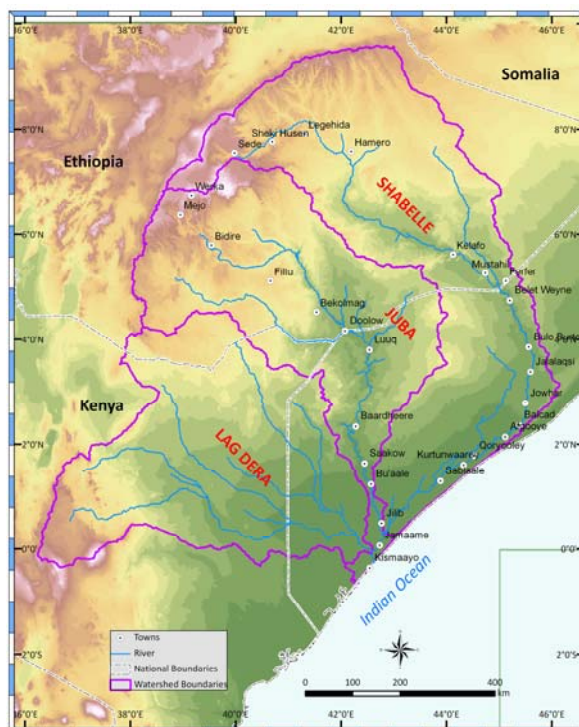 36.0°E 38.0°E 40.0°E 42.0°E 44.0°E 46.0
Somalia
8°0'N 8°0'N
Legehida
Sheki Husen
Sede
Hamero
Ethiopia
SHABELLE
Werka
Mejo
6°0'N 6°0'N
Bidire
Kelafo
Mustahil
Ferfer
Filtu
Belet Weyne
Bekolmag
JUBA
Doolow
4°0'N
Luuq
Jalalaqsi
Jowhar
Kenya
Baardheere
Balcad
Afgooye
2°0'N 2°0'N
LAG DERA
Kurtunwaarey
Qoryooley
Saakow
Bu'aale
Sablaale
Jilib
Jamaame
0°0'N 0°0'N
Kismaayo
Indian Ocean
Towns
River
National Boundaries
Watershed Boundaries
2°0'S 2°0'S
0 100 200 400
km
36.0°E 38.0°E 40.0°E 42.0°E 44.0°E 46.0